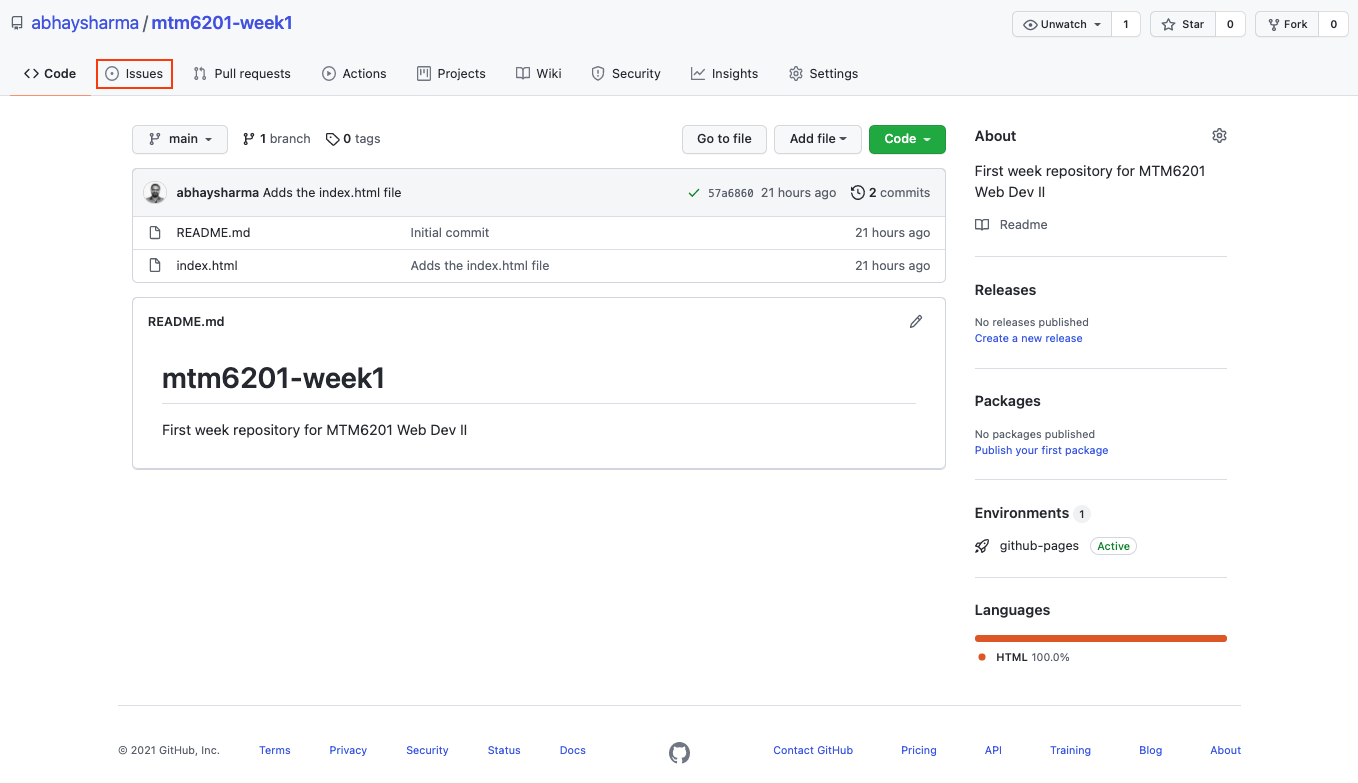 abhaysharma / mtm6201-week1
Unwatch 1 Star 0 Fork 0
Code Issues Pull requests Actions Projects Wiki Security Insights Settings
main 1 branch 0 tags Go to file Add file Code
abhaysharma Adds the index.html file 57a6860 21 hours ago 2 commits
README.md Initial commit 21 hours ago
index.html Adds the index.html file 21 hours ago
README.md
mtm6201-week1
First week repository for MTM6201 Web Dev II
About
First week repository for MTM6201
Web Dev II
Readme
Releases
No releases published
Create a new release
Packages
No packages published
Publish your first package
Environments 1
github-pages Active
Languages
HTML 100.0%
© 2021 GitHub, Inc. Terms Privacy Security Status Docs Contact GitHub Pricing API Training Blog About